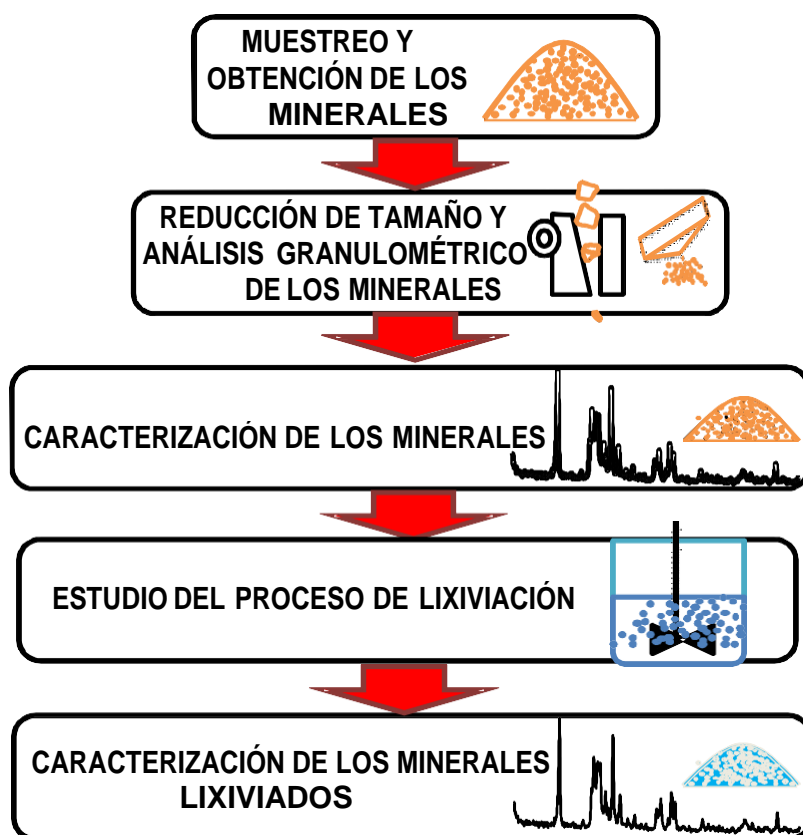 MUESTREO Y
OBTENCIÓN DE LOS
MINERALES
REDUCCIÓN DE TAMAÑO Y
ANÁLISIS GRANULOMÉTRICO
DE LOS MINERALES
CARACTERIZACIÓN DE LOS MINERALES
ESTUDIO DEL PROCESO DE LIXIVIACIÓN
CARACTERIZACIÓN DE LOS MINERALES
LIXIVIADOS